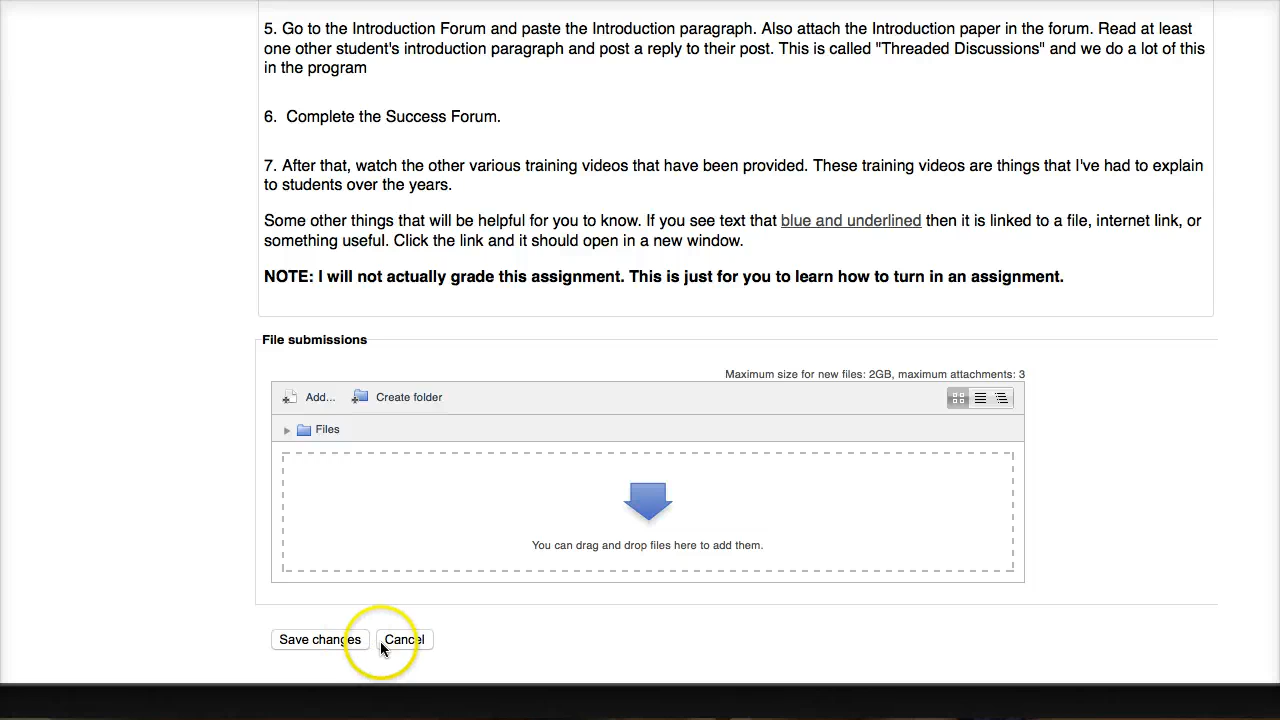 5. Go to the Introduction Forum and paste the Introduction paragraph. Also attach the Introduction paper in the forum. Read at least
one other student's introduction paragraph and post a reply to their post. This is called "Threaded Discussions" and we do a lot of this
in the program
6.  Complete the Success Forum.
7. After that, watch the other various training videos that have been provided. These training videos are things that I've had to explain
to students over the years.
Some other things that will be helpful for you to know. If you see text that blue and underlined then it is linked to a file, internet link, or
something useful. Click the link and it should open in a new window.
NOTE: I will not actually grade this assignment. This is just for you to learn how to turn in an assignment.
File submissions
Maximum size for new files: 2GB, maximum attachments: 3
Add... Create folder
Files
You can drag and drop files here to add them.
Save changes Cancel